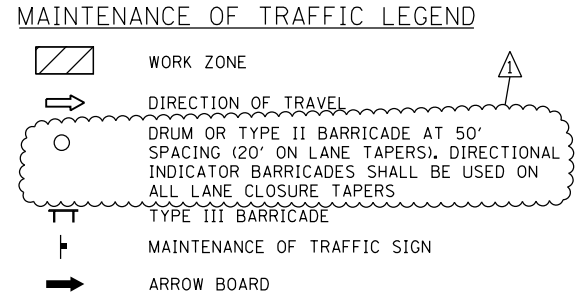 MAINTENANCE OF TRAFFIC LEGEND
WORK ZONE
1
DIRECTION OF TRAVEL
DRUM OR TYPE II BARRICADE AT 50'
SPACING (20' ON LANE TAPERS). DIRECTIONAL
INDICATOR BARRICADES SHALL BE USED ON
ALL LANE CLOSURE TAPERS
TYPE III BARRICADE
MAINTENANCE OF TRAFFIC SIGN
ARROW BOARD